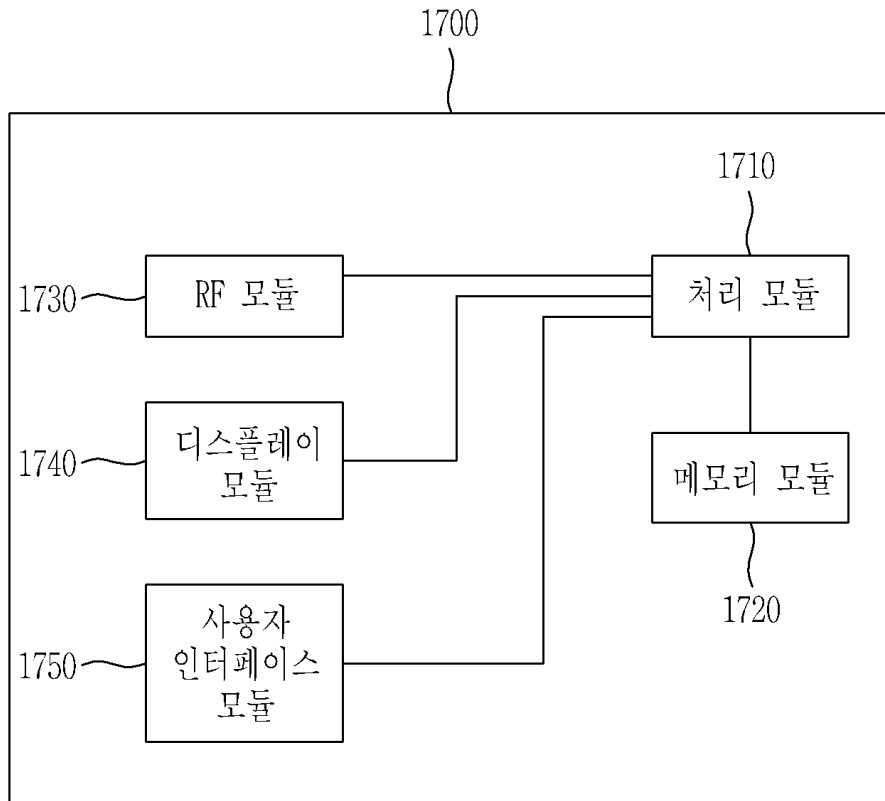 1700
1710
RF 모듈
처리 모듈
1730
디스플레이
모듈
1740
메모리 모듈
1720
사용자
인터페이스
모듈
1750